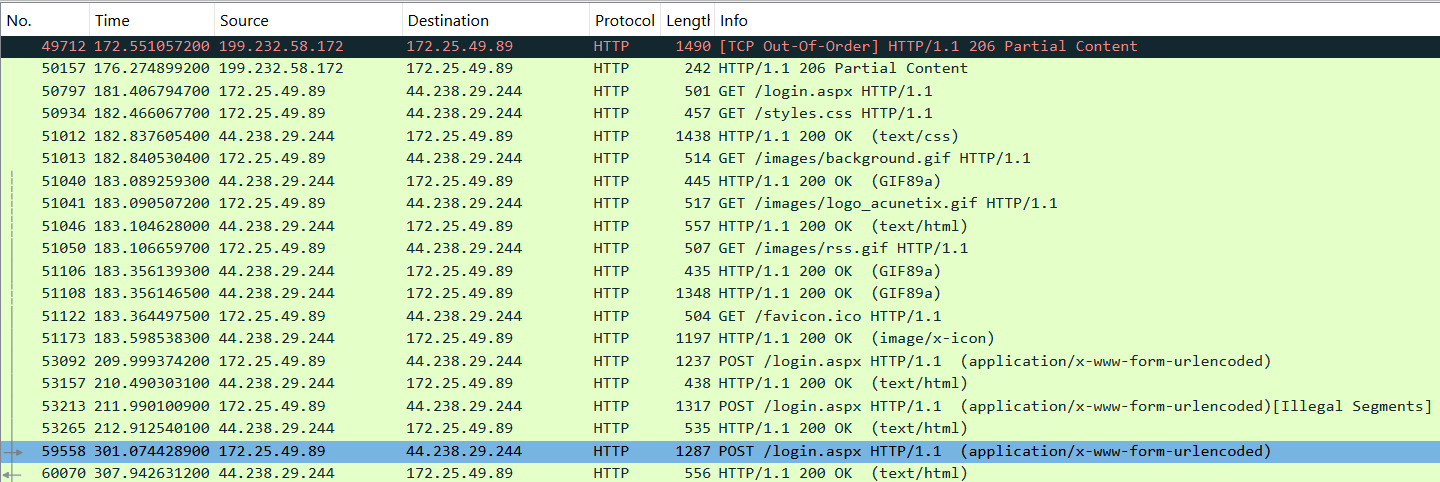 No. Time Source Destination Protocol Lengtl Info
49712 172.551057200 199.232.58.172 172.25.49.89 HTTP 1490 [TCP Out-Of-Order] HTTP/1.1 206 Partial Content
50157 176.274899200 199.232.58.172 172.25.49.89 HTTP 242 HTTP/1.1 206 Partial Content
50797 181.406794700 172.25.49.89 44.238.29.244 HTTP 501 GET /login.aspx HTTP/1.1
50934 182.466067700 172.25.49.89 44.238.29.244 HTTP 457 GET /styles.css HTTP/1.1
51012 182.837605400 44.238.29.244 172.25.49.89 HTTP 1438 HTTP/1.1 200 OK (text/css)
51013 182.840530400 172.25.49.89 44.238.29.244 HTTP 514 GET /images/background.gif HTTP/1.1
51040 183.089259300 44.238.29.244 172.25.49.89 HTTP 445 HTTP/1.1 200 OK (GIF89a)
51041 183.090507200 172.25.49.89 44.238.29.244 HTTP 517 GET /images/logo_acunetix.gif HTTP/1.1
51046 183.104628000 44.238.29.244 172.25.49.89 HTTP 557 HTTP/1.1 200 OK (text/html)
51050 183.106659700 172.25.49.89 44.238.29.244 HTTP 507 GET /images/rss.gif HTTP/1.1
51106 183.356139300 44.238.29.244 172.25.49.89 HTTP 435 HTTP/1.1 200 OK (GIF89a)
51108 183.356146500 44.238.29.244 172.25.49.89 HTTP 1348 HTTP/1.1 200 OK (GIF89a)
51122 183.364497500 172.25.49.89 44.238.29.244 HTTP 504 GET /favicon.ico HTTP/1.1
51173 183.598538300 44.238.29.244 172.25.49.89 HTTP 1197 HTTP/1.1 200 OK (image/x-icon)
53092 209.999374200 172.25.49.89 44.238.29.244 HTTP 1237 POST /login.aspx HTTP/1.1 (application/x-www-form-urlencoded)
53157 210.490303100 44.238.29.244 172.25.49.89 HTTP 438 HTTP/1.1 200 OK (text/html)
53213 211.990100900 172.25.49.89 44.238.29.244 HTTP 1317 POST /login.aspx HTTP/1.1 (application/x-www-form-urlencoded)[Illegal Segments]
53265 212.912540100 44.238.29.244 172.25.49.89 HTTP 535 HTTP/1.1 200 OK (text/html)
59558 301.074428900 172.25.49.89 44.238.29.244 HTTP 1287 POST /login.aspx HTTP/1.1 (application/x-www-form-urlencoded)
60070 307.942631200 44.238.29.244 172.25.49.89 HTTP 556 HTTP/1.1 200 OK (text/html)